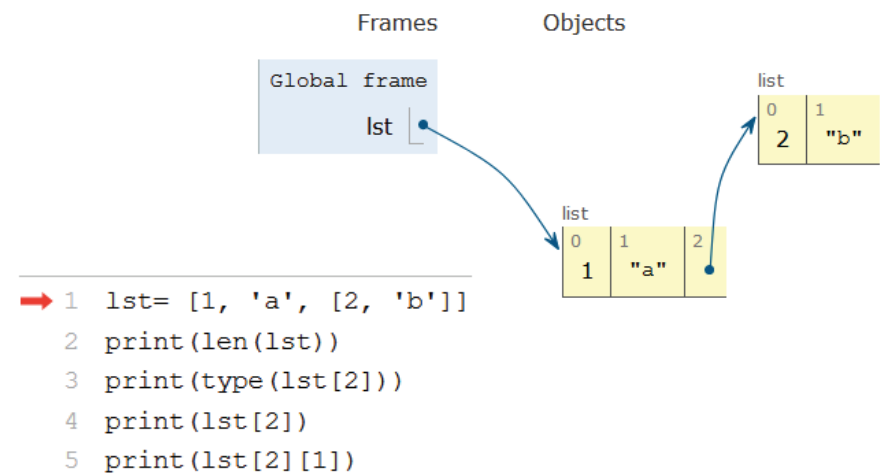 Frames Objects
Global frame
lst
list
0 1
2 "b"
list
0 1 2
1 "a"
1 lst= [1, 'a', [2, 'b']]
2 print(len(lst))
3 print(type(lst[2]))
4 print(lst[2])
5 print(lst[2][1])